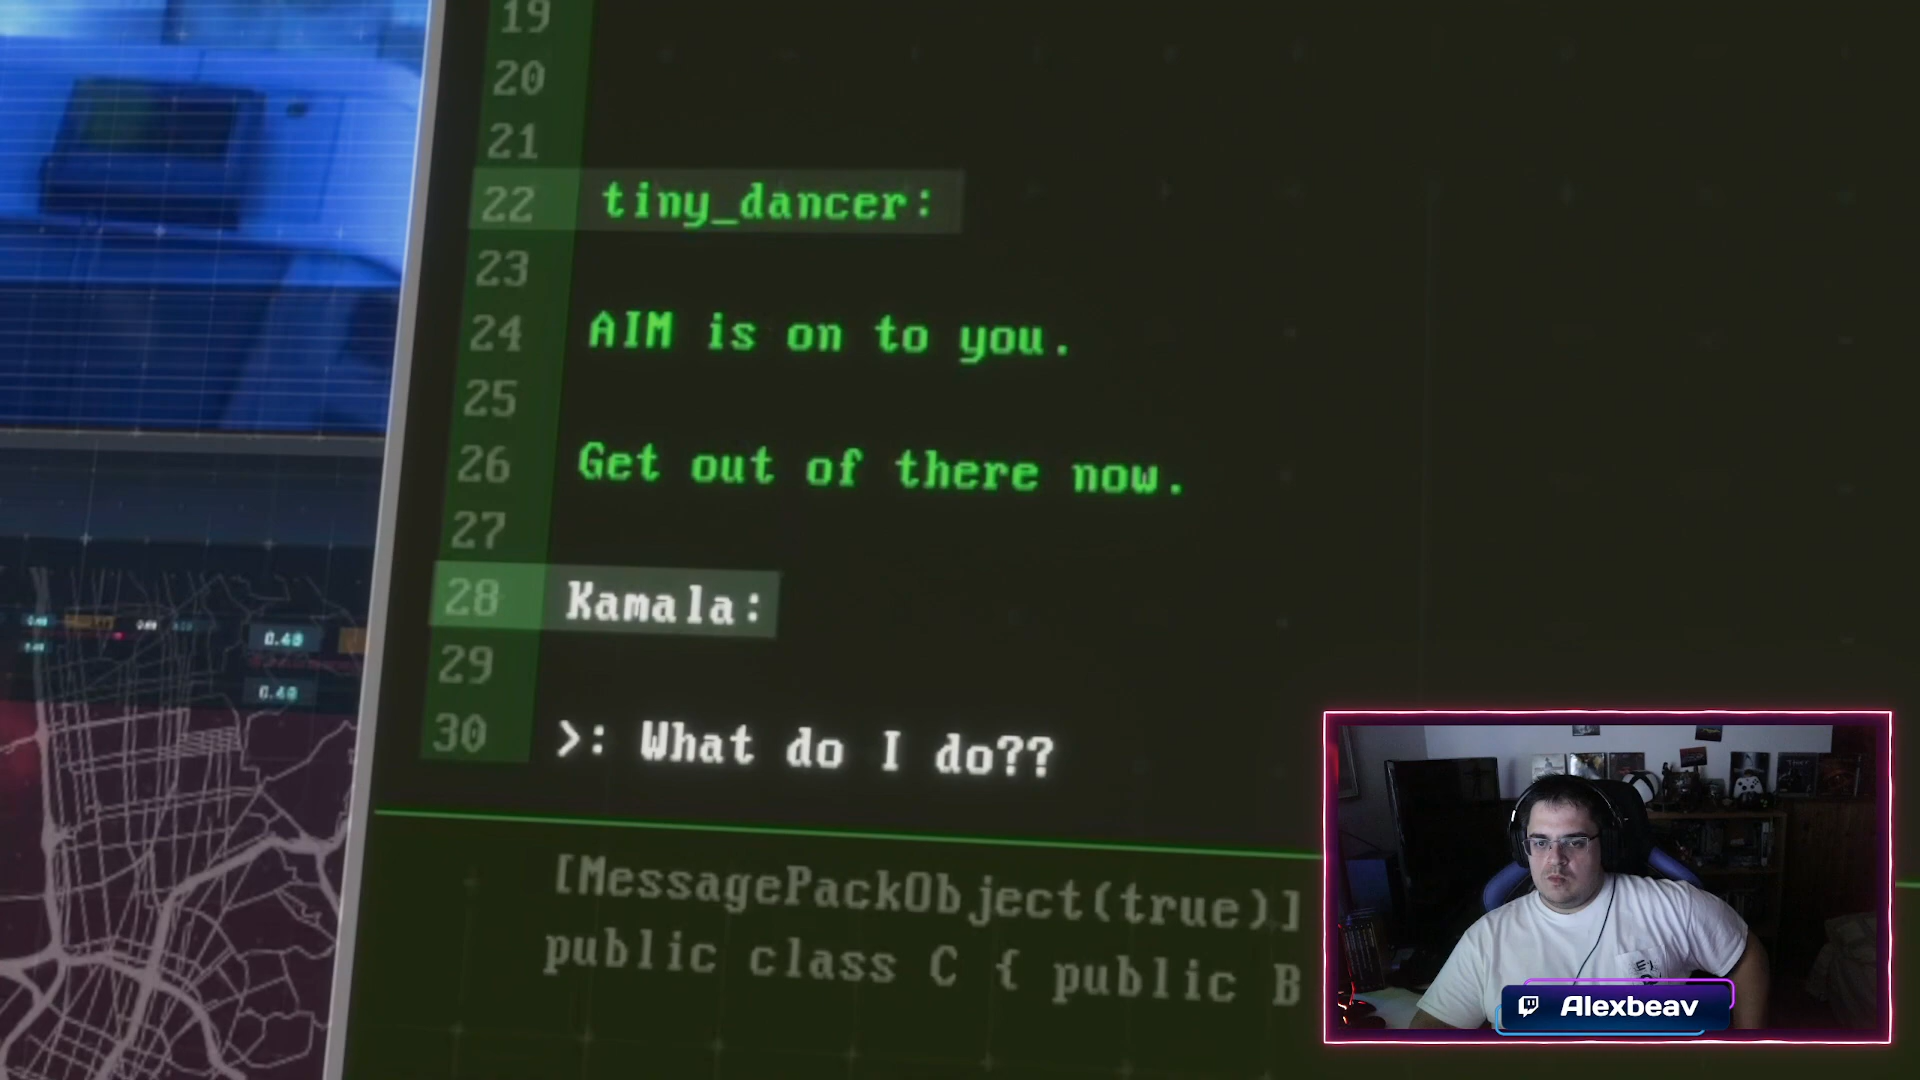 19
20
21
22 tiny_dancer:
23
24 AIM is on to you.
25
26 Get out of there now.
27
28 Kamala:
29
30 >: What do I do??
[MessagePackObject(true)]
public class C { public B
0.40
0.40
Alexbeav